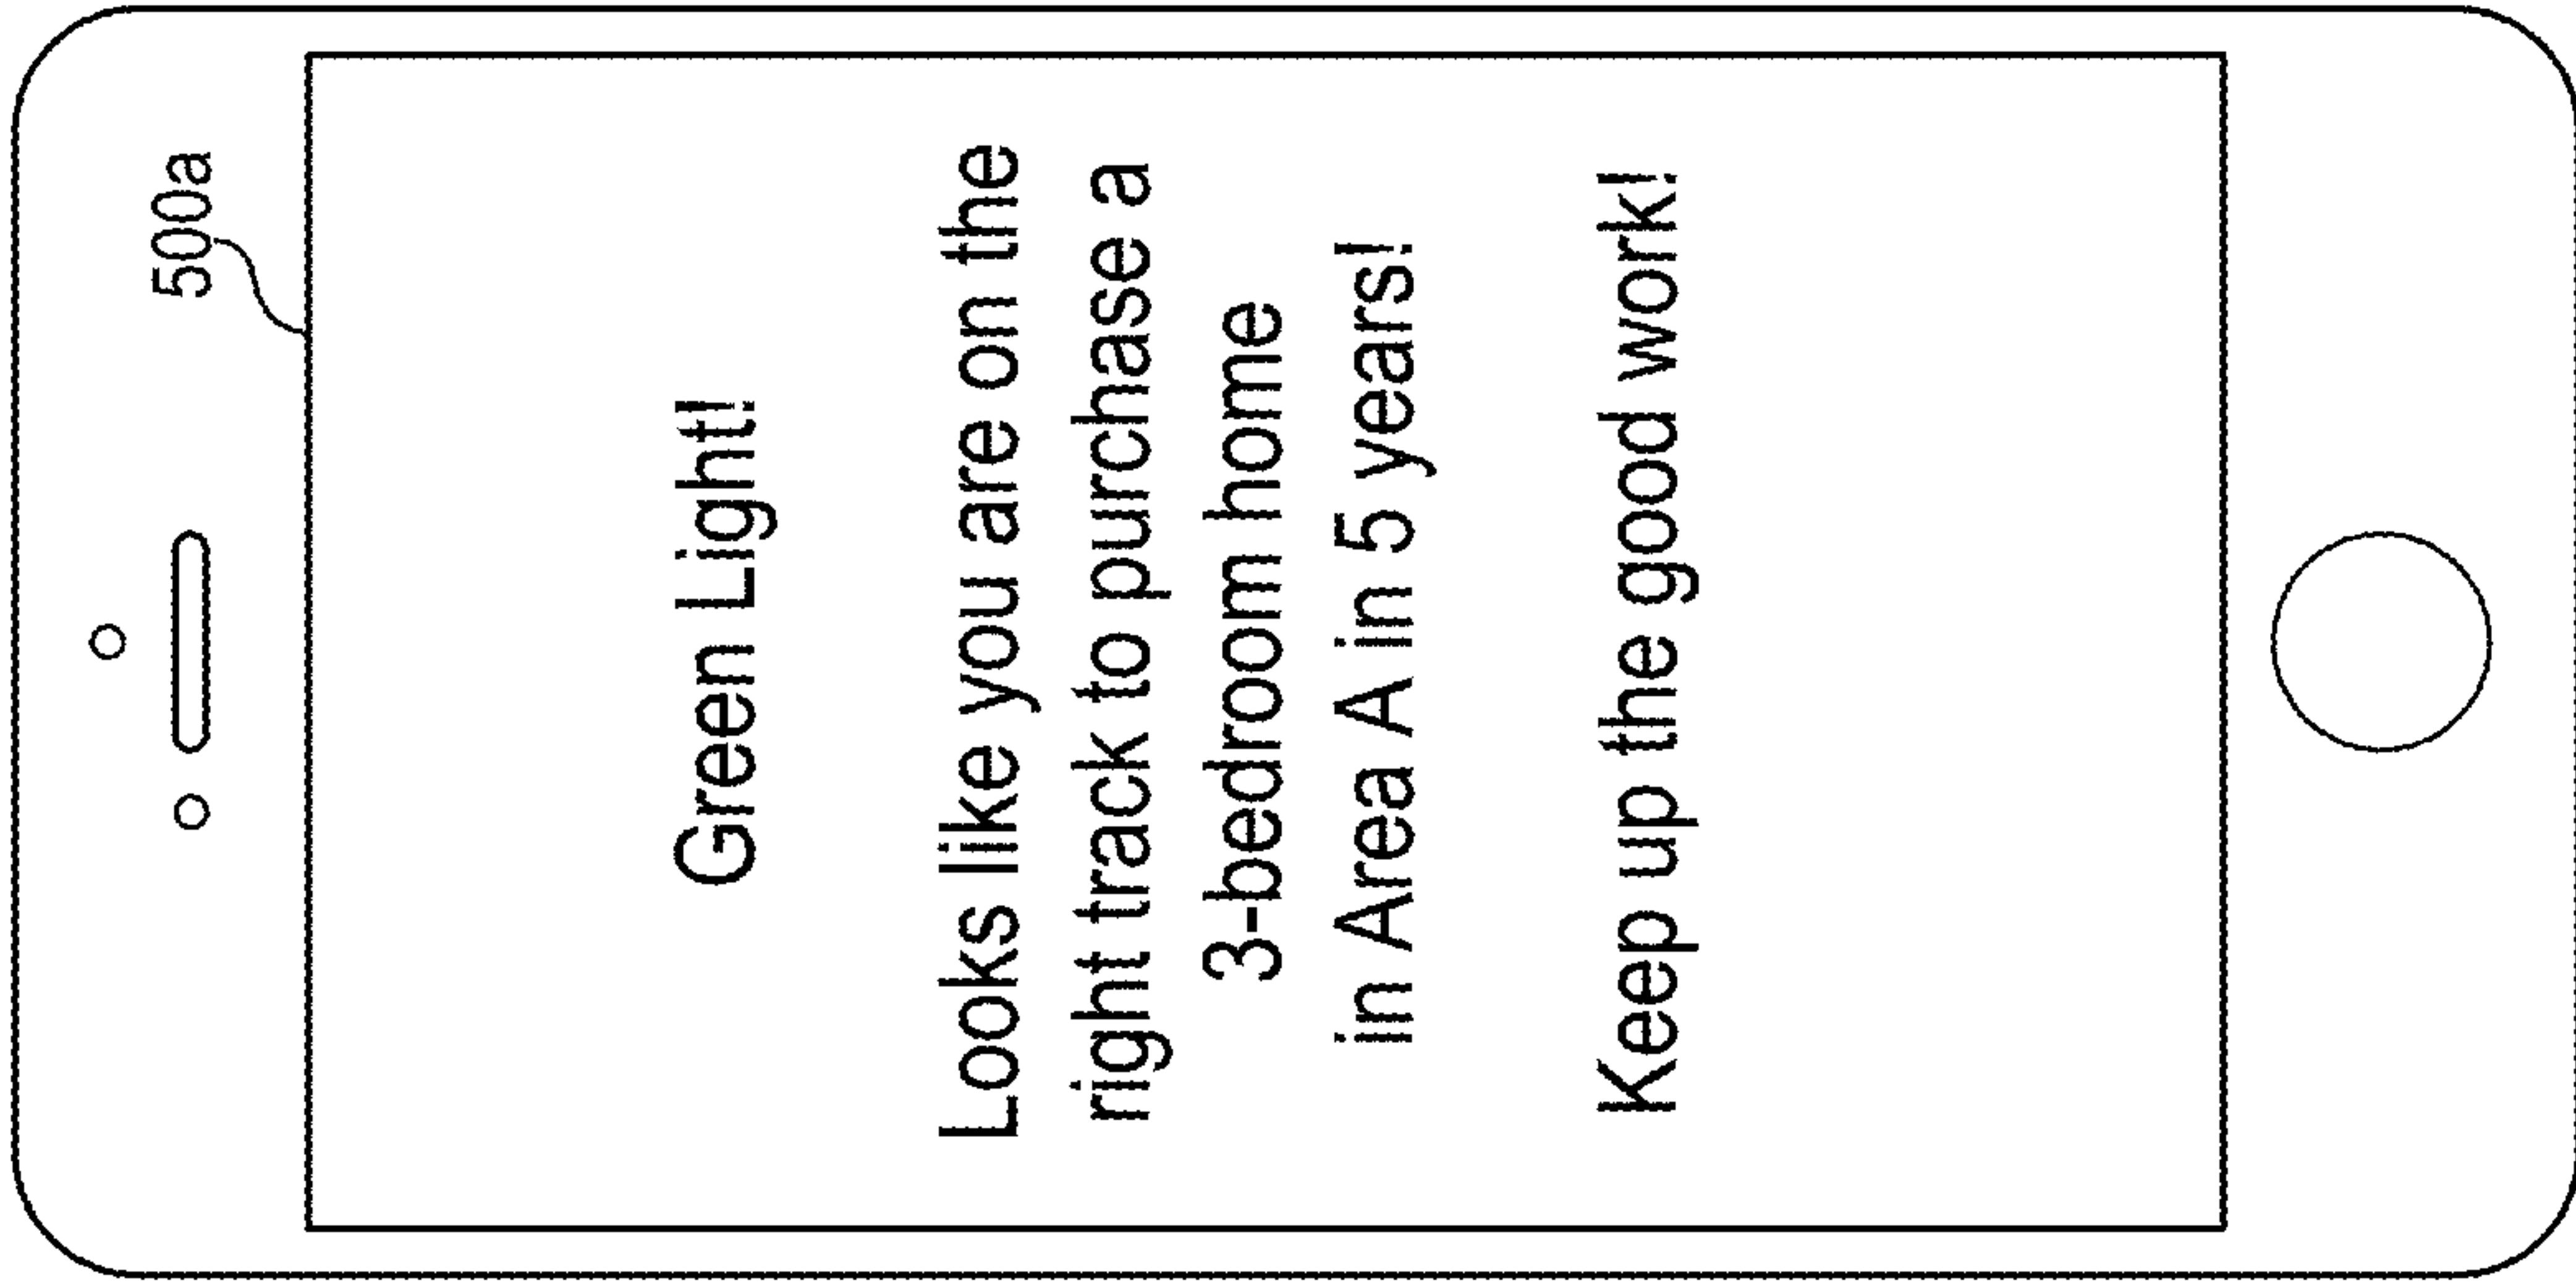 500a
Green Light!
Looks like you are on the
right track to purchase a
3-bedroom home
in Area A in 5 years!
Keep up the good work!